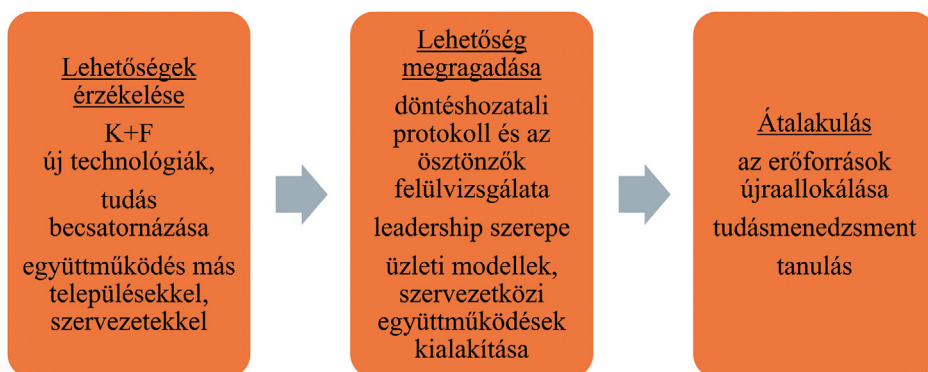 Lehetőségek
érzékelése
K+F
új technológiák,
tudás
becsatornázása
együttműködés más
településekkel,
szervezetekkel
Lehetőség
megragadása
döntéshozatali
protokoll és az
ösztönzők
felülvizsgálata
leadership szerepe
üzleti modellek,
szervezetközi
együttműködések
kialakítása
Átalakulás
az erőforrások
újraallokálása
tudásmenedzsment
tanulás